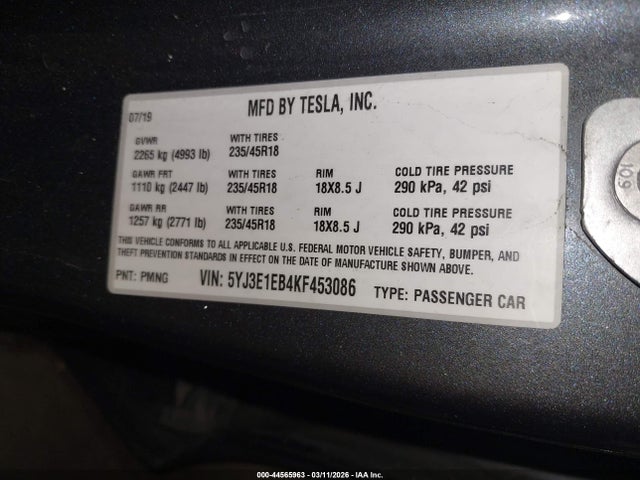 MFD BY TESLA, INC.
07/19
GVWR WITH TIRES
2265 kg (4993 lb) 235/45R18
GAWR FRT WITH TIRES RIM COLD TIRE PRESSURE
1110 kg (2447 lb) 235/45R18 18X8.5 J 290 kPa, 42 psi
GAWR RR WITH TIRES RIM COLD TIRE PRESSURE
1257 kg (2771 lb) 235/45R18 18X8.5 J 290 kPa, 42 psi
THIS VEHICLE CONFORMS TO ALL APPLICABLE U.S. FEDERAL MOTOR VEHICLE SAFETY, BUMPER, AND
THEFT PREVENTION STANDARDS IN EFFECT ON THE DATE OF MANUFACTURE SHOWN ABOVE.
PNT: PMNG VIN: 5YJ3E1EB4KF453086 TYPE: PASSENGER CAR
10.9
000-44565963 - 03/11/2026 - IAA Inc.